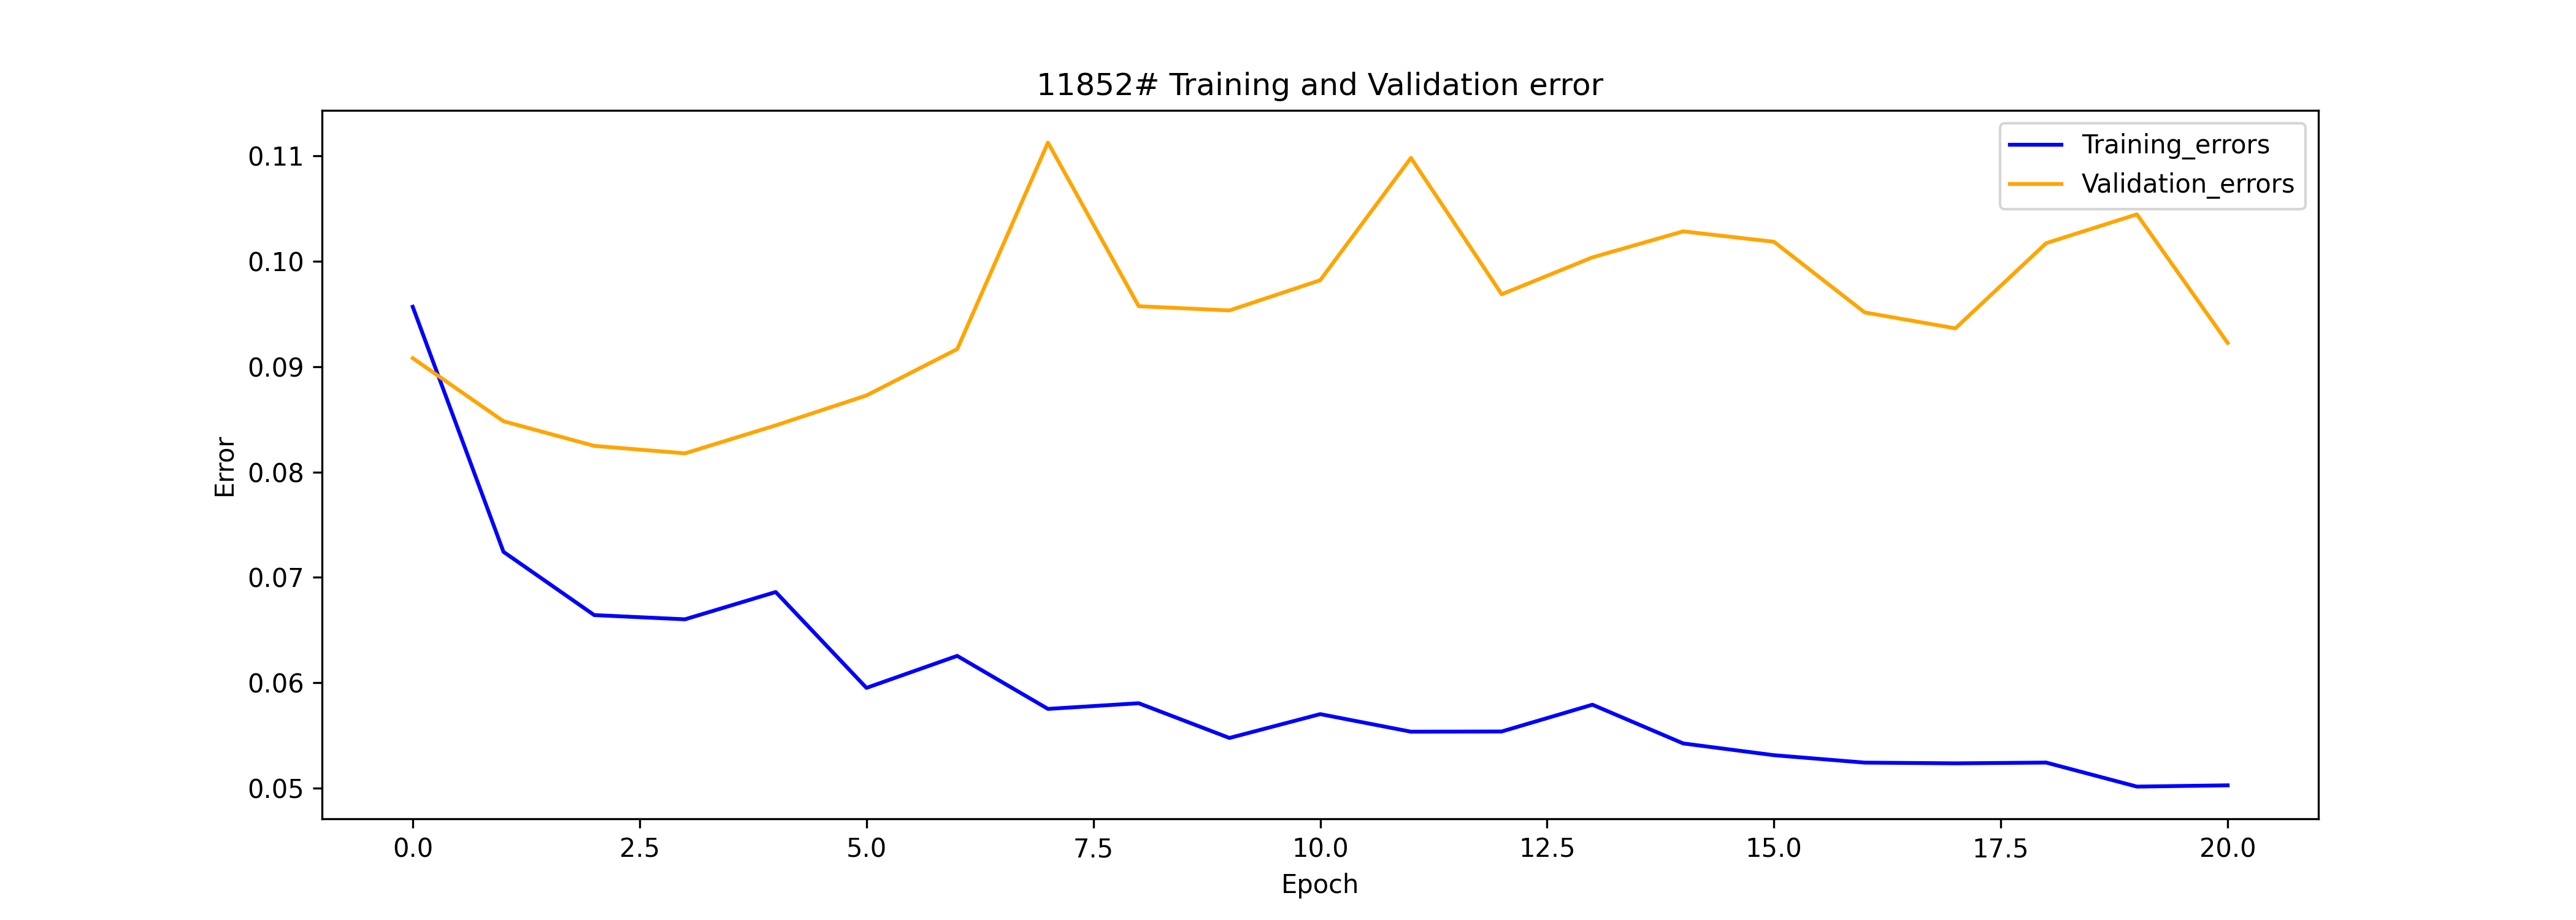 11852# Training and Validation error
Training_errors
Validation_errors
0.11
0.10
0.09
0.08
0.07
0.06
0.05
Error
0.0 2.5 5.0 7.5 10.0 12.5 15.0 17.5 20.0
Epoch